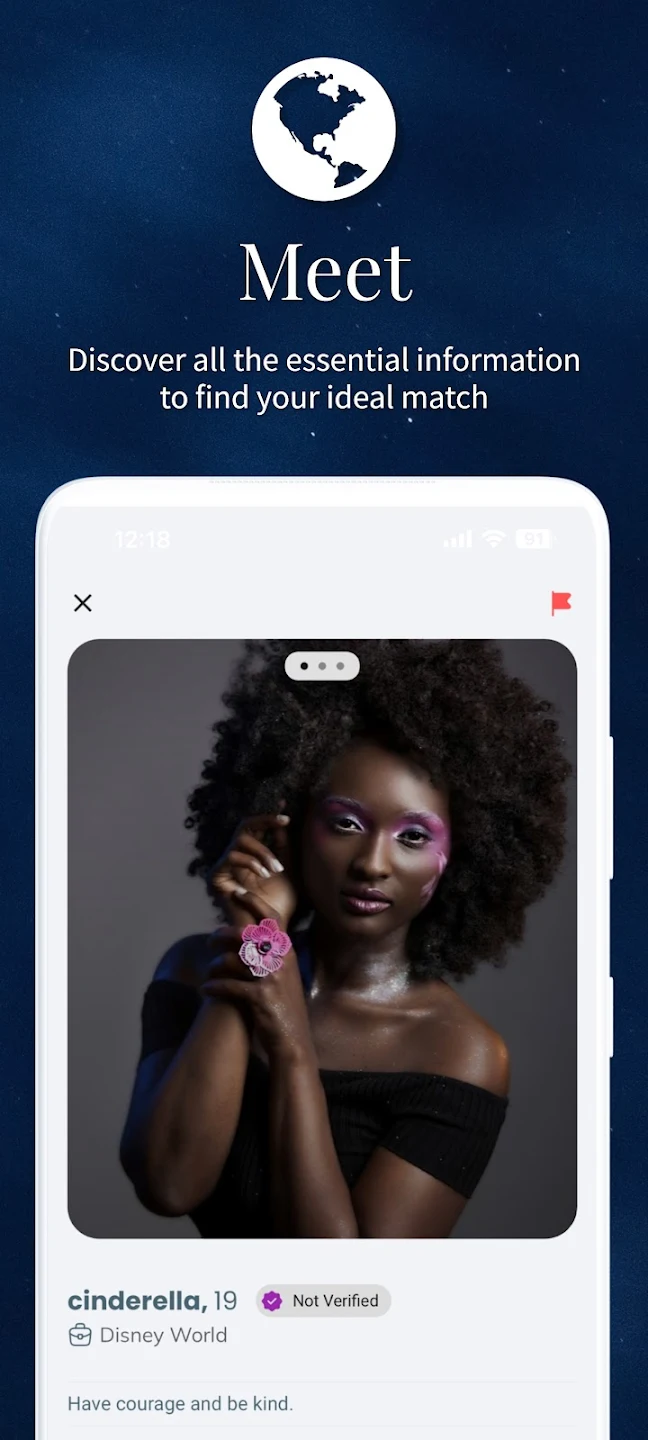 Meet
Discover all the essential information
to find your ideal match
12:18
91
cinderella, 19
Not Verified
Disney World
Have courage and be kind.